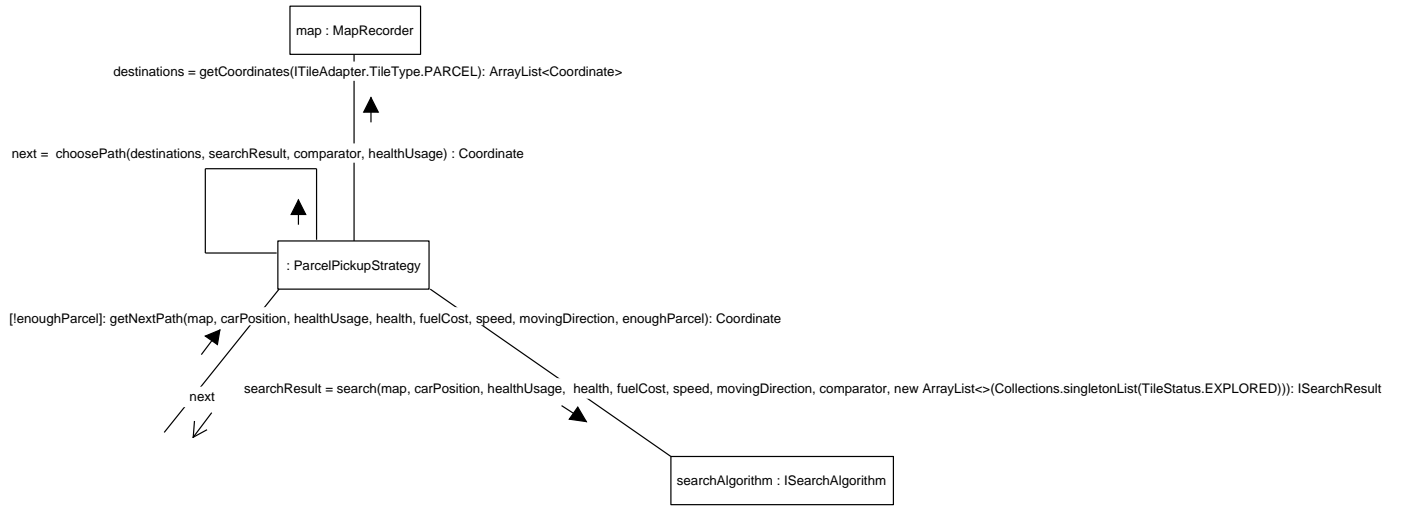 map : MapRecorder
destinations = getCoordinates(ITileAdapter.TileType.PARCEL): ArrayList<Coordinate>
next =  choosePath(destinations, searchResult, comparator, healthUsage) : Coordinate
: ParcelPickupStrategy
[!enoughParcel]: getNextPath(map, carPosition, healthUsage, health, fuelCost, speed, movingDirection, enoughParcel): Coordinate
searchResult = search(map, carPosition, healthUsage,  health, fuelCost, speed, movingDirection, comparator, new ArrayList<>(Collections.singletonList(TileStatus.EXPLORED))): ISearchResult
next
searchAlgorithm : ISearchAlgorithm